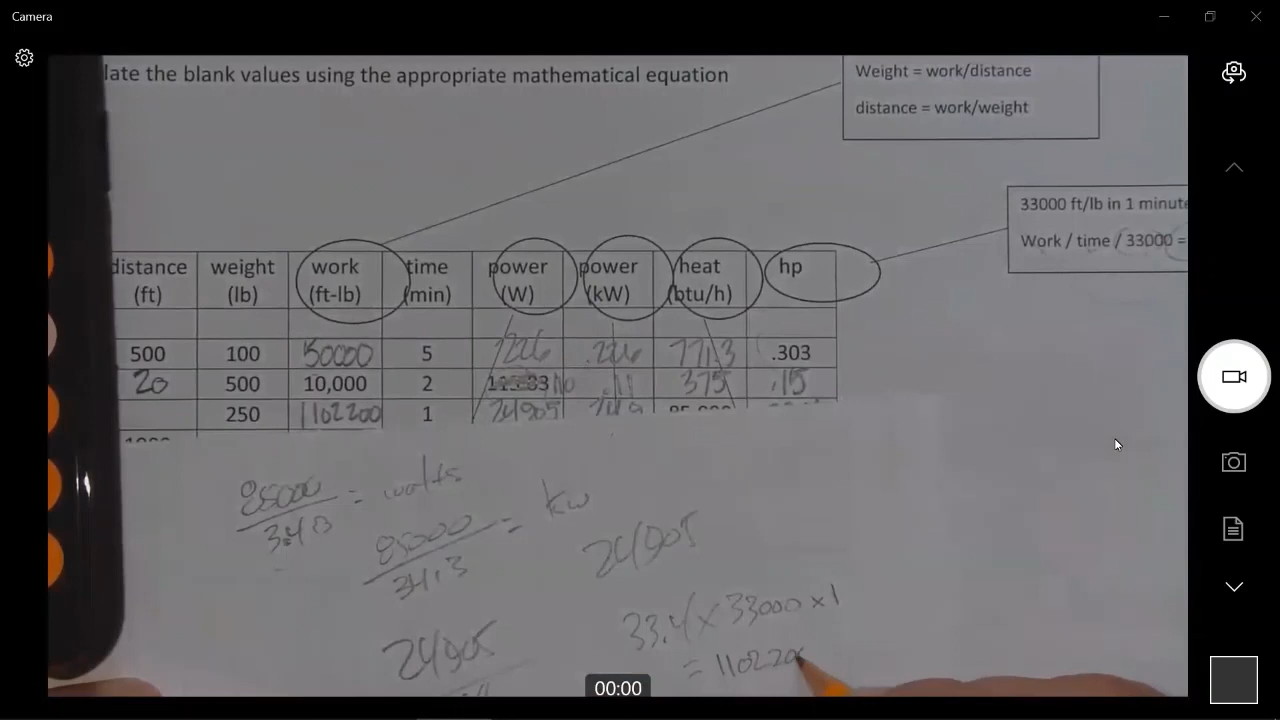 Camera
late the blank values using the appropriate mathematical equation
Weight = work/distance
distance = work/weight
33000 ft/lb in 1 minute
Work / time / 33000 =
distance (ft) weight (lb) work (ft-lb) time (min) power (W) power (kW) heat (btu/h) hp
500 100 50000 5 226 .226 771.3 .303
20 500 10,000 2 110 .11 375 .15
250 1102200 1 24905
85000 = watts
3.413
85000 = kw
3413
24905
33.4 x 33000 x 1
= 110220
24905
00:00